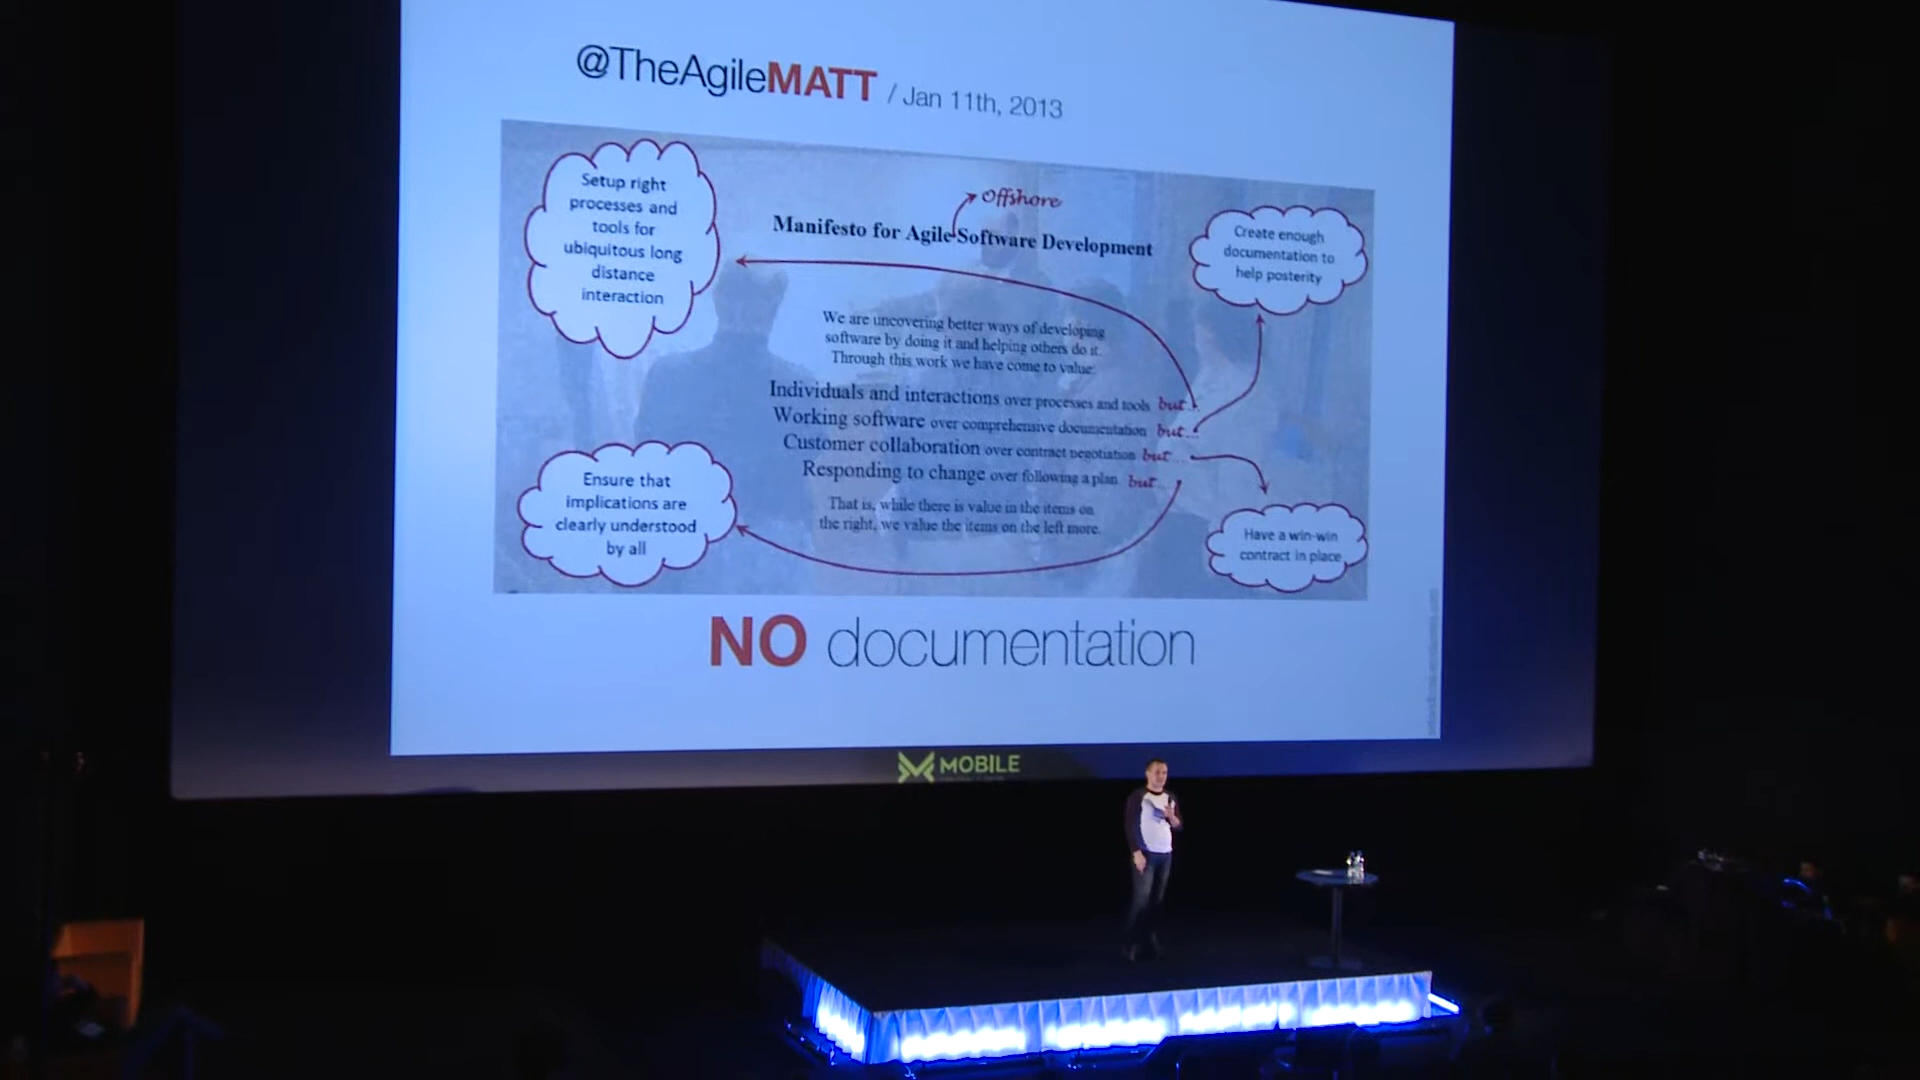 @TheAgileMATT / Jan 11th, 2013
Setup right
processes and
tools for
ubiquitous long
distance
interaction
Offshore
Manifesto for Agile Software Development
Create enough
documentation to
help posterity
We are uncovering better ways of developing
software by doing it and helping others do it.
Through this work we have come to value:
Individuals and interactions over processes and tools but...
Working software over comprehensive documentation but...
Customer collaboration over contract negotiation but...
Responding to change over following a plan but...
That is, while there is value in the items on
the right, we value the items on the left more.
Ensure that
implications are
clearly understood
by all
Have a win-win
contract in place
NO documentation
MOBILE